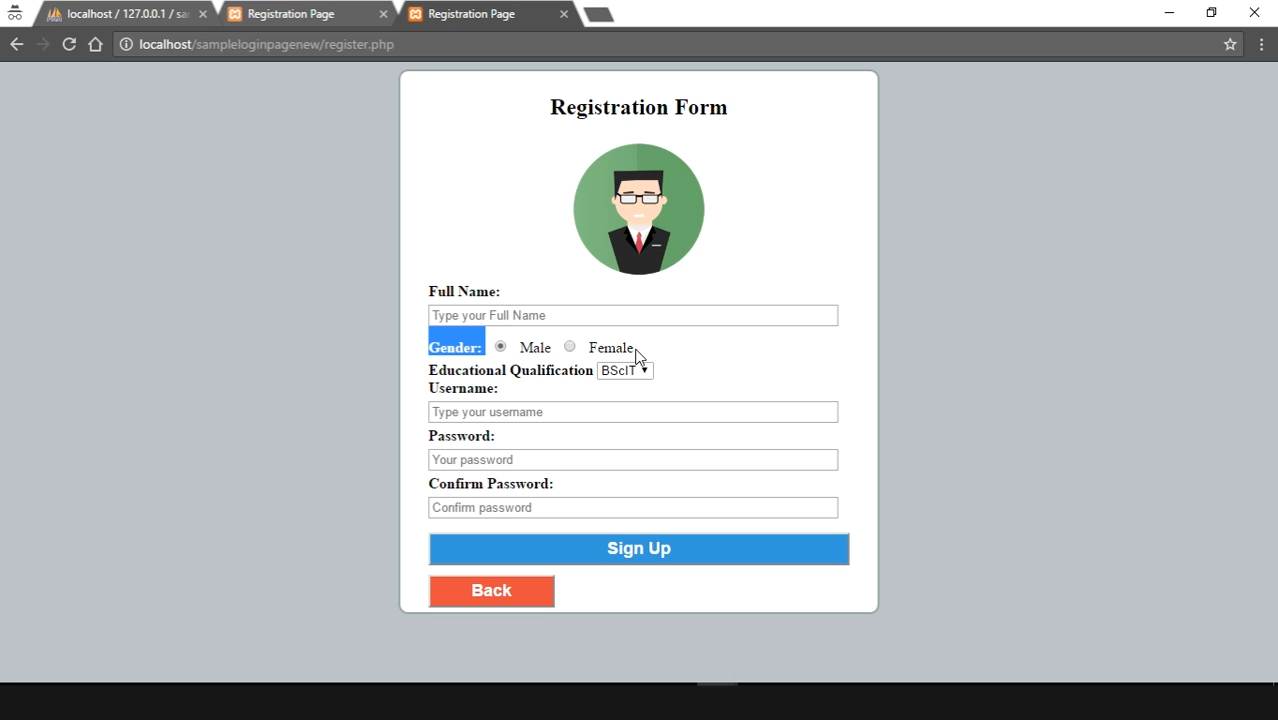 localhost / 127.0.0.1 / sa
Registration Page
Registration Page
localhost/sampleloginpagenew/register.php
Registration Form
Full Name:
Type your Full Name
Gender: Male Female
Educational Qualification BScIT
Username:
Type your username
Password:
Your password
Confirm Password:
Confirm password
Sign Up
Back